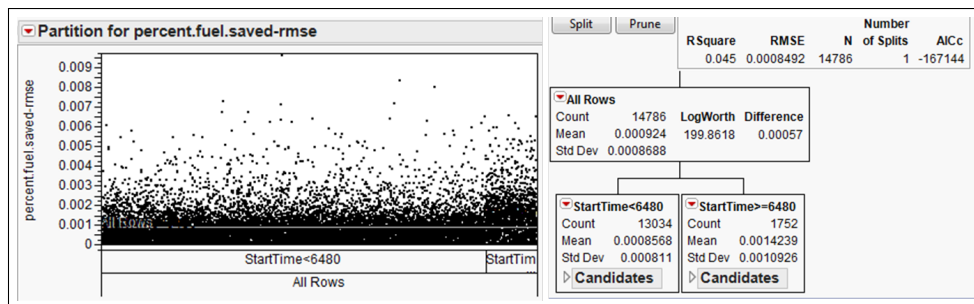 Partition for percent.fuel.saved-rmse
percent.fuel.saved-rmse
0.009
0.008
0.007
0.006
0.005
0.004
0.003
0.002
0.001
0
All Rows
StartTime<6480
StartTim
...
All Rows
Split
Prune
RSquare RMSE N Number of Splits AICc
0.045 0.0008492 14786 1 -167144
All Rows
Count 14786 LogWorth Difference
Mean 0.000924 199.8618 0.00057
Std Dev 0.0008688
StartTime<6480
Count 13034
Mean 0.0008568
Std Dev 0.000811
Candidates
StartTime>=6480
Count 1752
Mean 0.0014239
Std Dev 0.0010926
Candidates